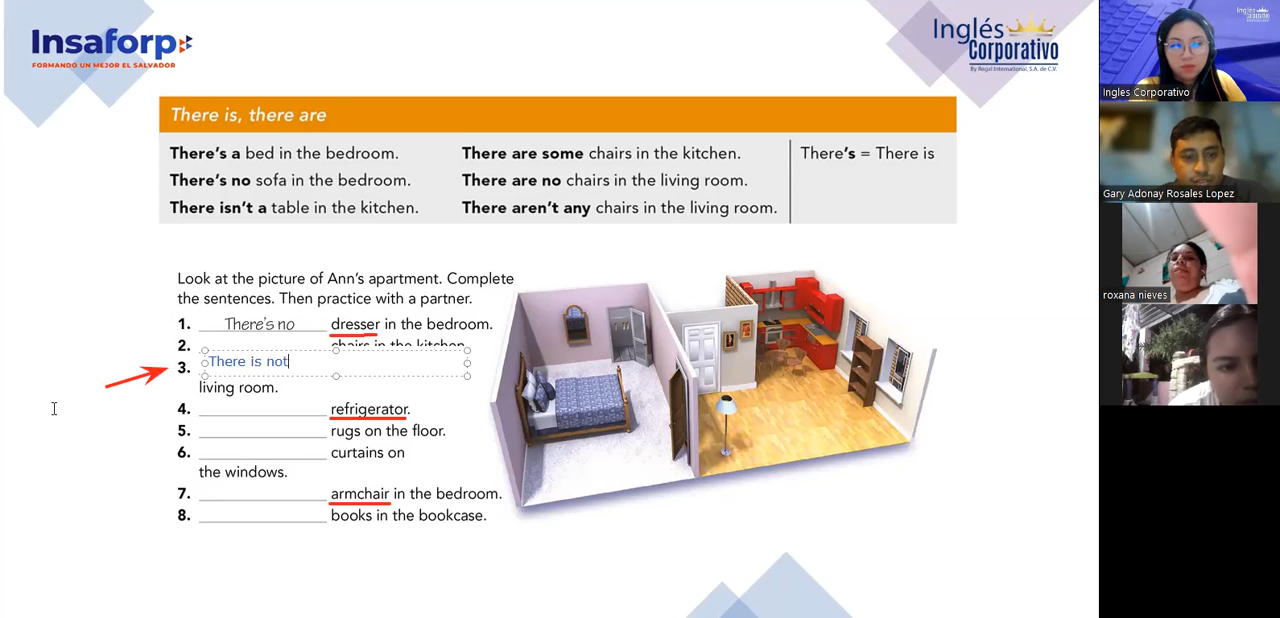 Insaforp
FORMANDO UN MEJOR EL SALVADOR
Inglés
Corporativo
By Regal International, S.A. de C.V.
There is, there are
There's a bed in the bedroom.
There's no sofa in the bedroom.
There isn't a table in the kitchen.
There are some chairs in the kitchen.
There are no chairs in the living room.
There aren't any chairs in the living room.
There's = There is
Look at the picture of Ann's apartment. Complete
the sentences. Then practice with a partner.
1. There's no dresser in the bedroom.
2. chairs in the kitchen.
3. There is not
living room.
4. refrigerator.
5. rugs on the floor.
6. curtains on
the windows.
7. armchair in the bedroom.
8. books in the bookcase.
Ingles Corporativo
Gary Adonay Rosales Lopez
roxana nieves